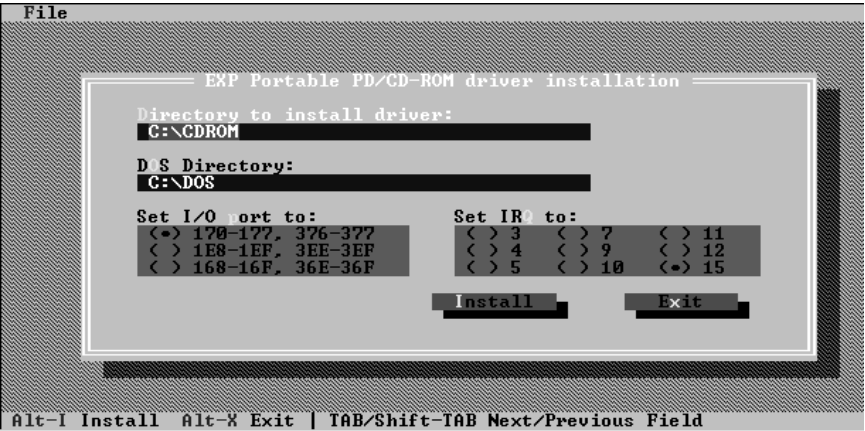 File
EXP Portable PD/CD-ROM driver installation
Directory to install driver:
C:\CDROM
DOS Directory:
C:\DOS
Set I/O port to: Set IRQ to:
(•) 170-177, 376-377 ( ) 3 ( ) 7 ( ) 11
( ) 1E8-1EF, 3EE-3EF ( ) 4 ( ) 9 ( ) 12
( ) 168-16F, 36E-36F ( ) 5 ( ) 10 (•) 15
Install Exit
Alt-I Install Alt-X Exit | TAB/Shift-TAB Next/Previous Field